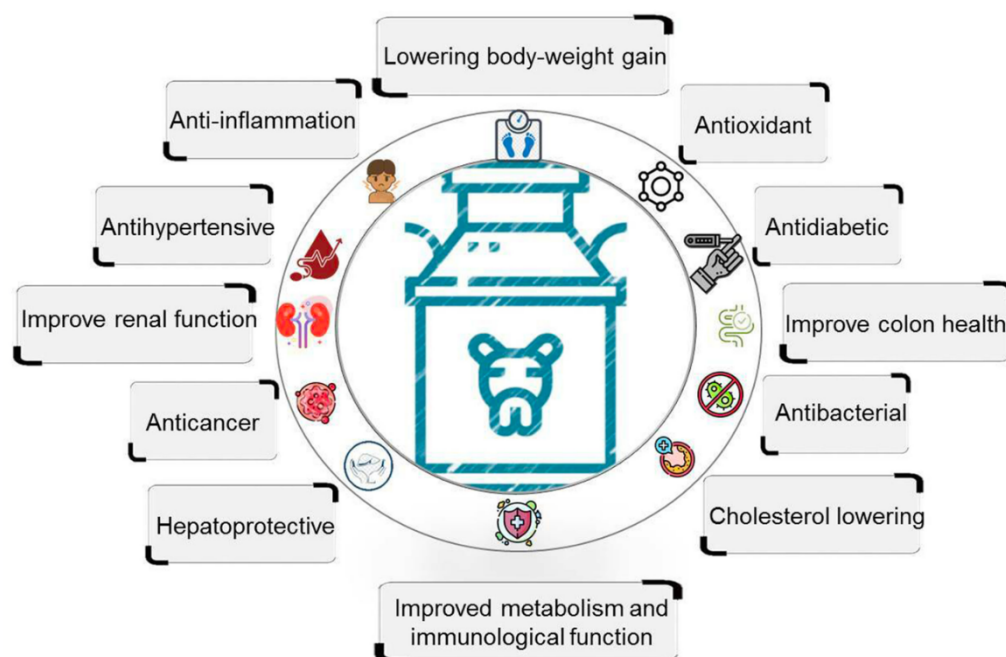 Lowering body-weight gain
Anti-inflammation
Antioxidant
Antihypertensive
Antidiabetic
Improve renal function
Improve colon health
Anticancer
Antibacterial
Hepatoprotective
Cholesterol lowering
Improved metabolism and
immunological function